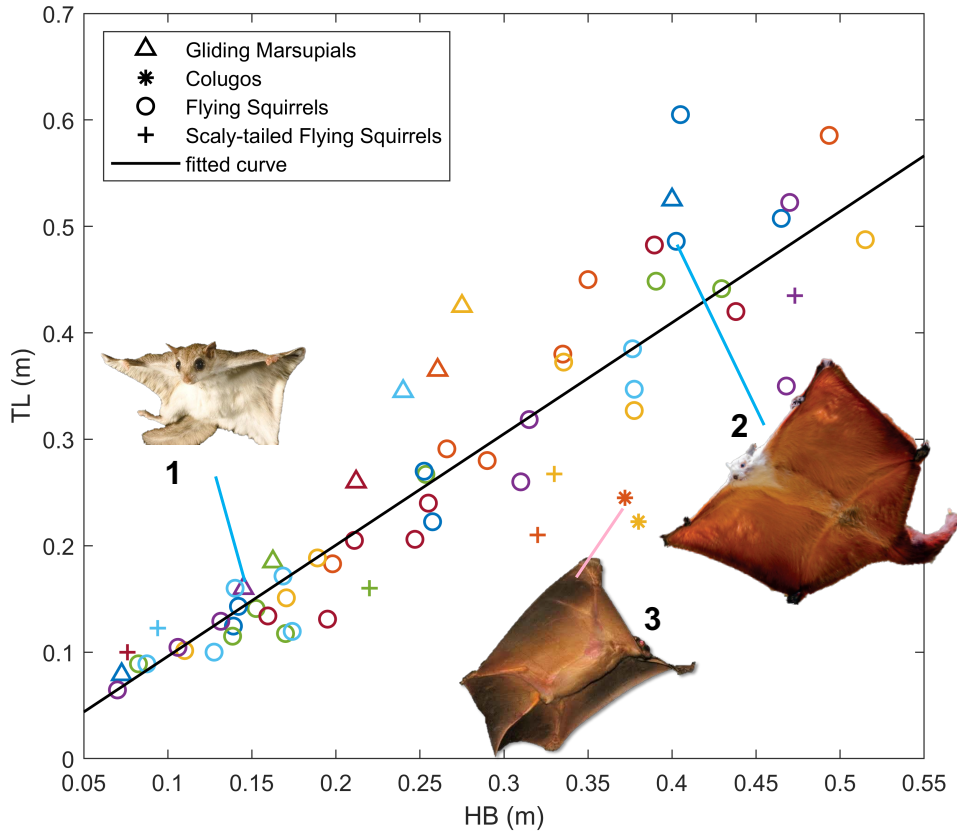 0.7
Gliding Marsupials
Colugos
Flying Squirrels
Scaly-tailed Flying Squirrels
fitted curve
0.6
0.5
0.4
0.3
0.2
0.1
0
TL (m)
1
2
3
0.05 0.1 0.15 0.2 0.25 0.3 0.35 0.4 0.45 0.5 0.55
HB (m)